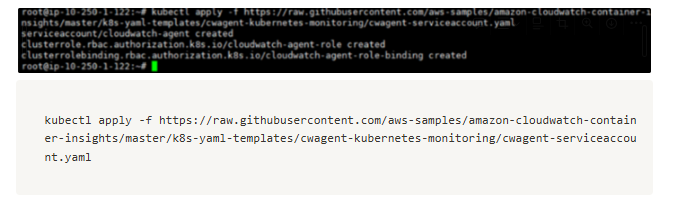 root@ip-10-250-1-122:~# kubectl apply -f https://raw.githubusercontent.com/aws-samples/amazon-cloudwatch-container-i
nsights/master/k8s-yaml-templates/cwagent-kubernetes-monitoring/cwagent-serviceaccount.yaml
serviceaccount/cloudwatch-agent created
clusterrole.rbac.authorization.k8s.io/cloudwatch-agent-role created
clusterrolebinding.rbac.authorization.k8s.io/cloudwatch-agent-role-binding created
root@ip-10-250-1-122:~#
kubectl apply -f https://raw.githubusercontent.com/aws-samples/amazon-cloudwatch-contain
er-insights/master/k8s-yaml-templates/cwagent-kubernetes-monitoring/cwagent-serviceaccou
nt.yaml